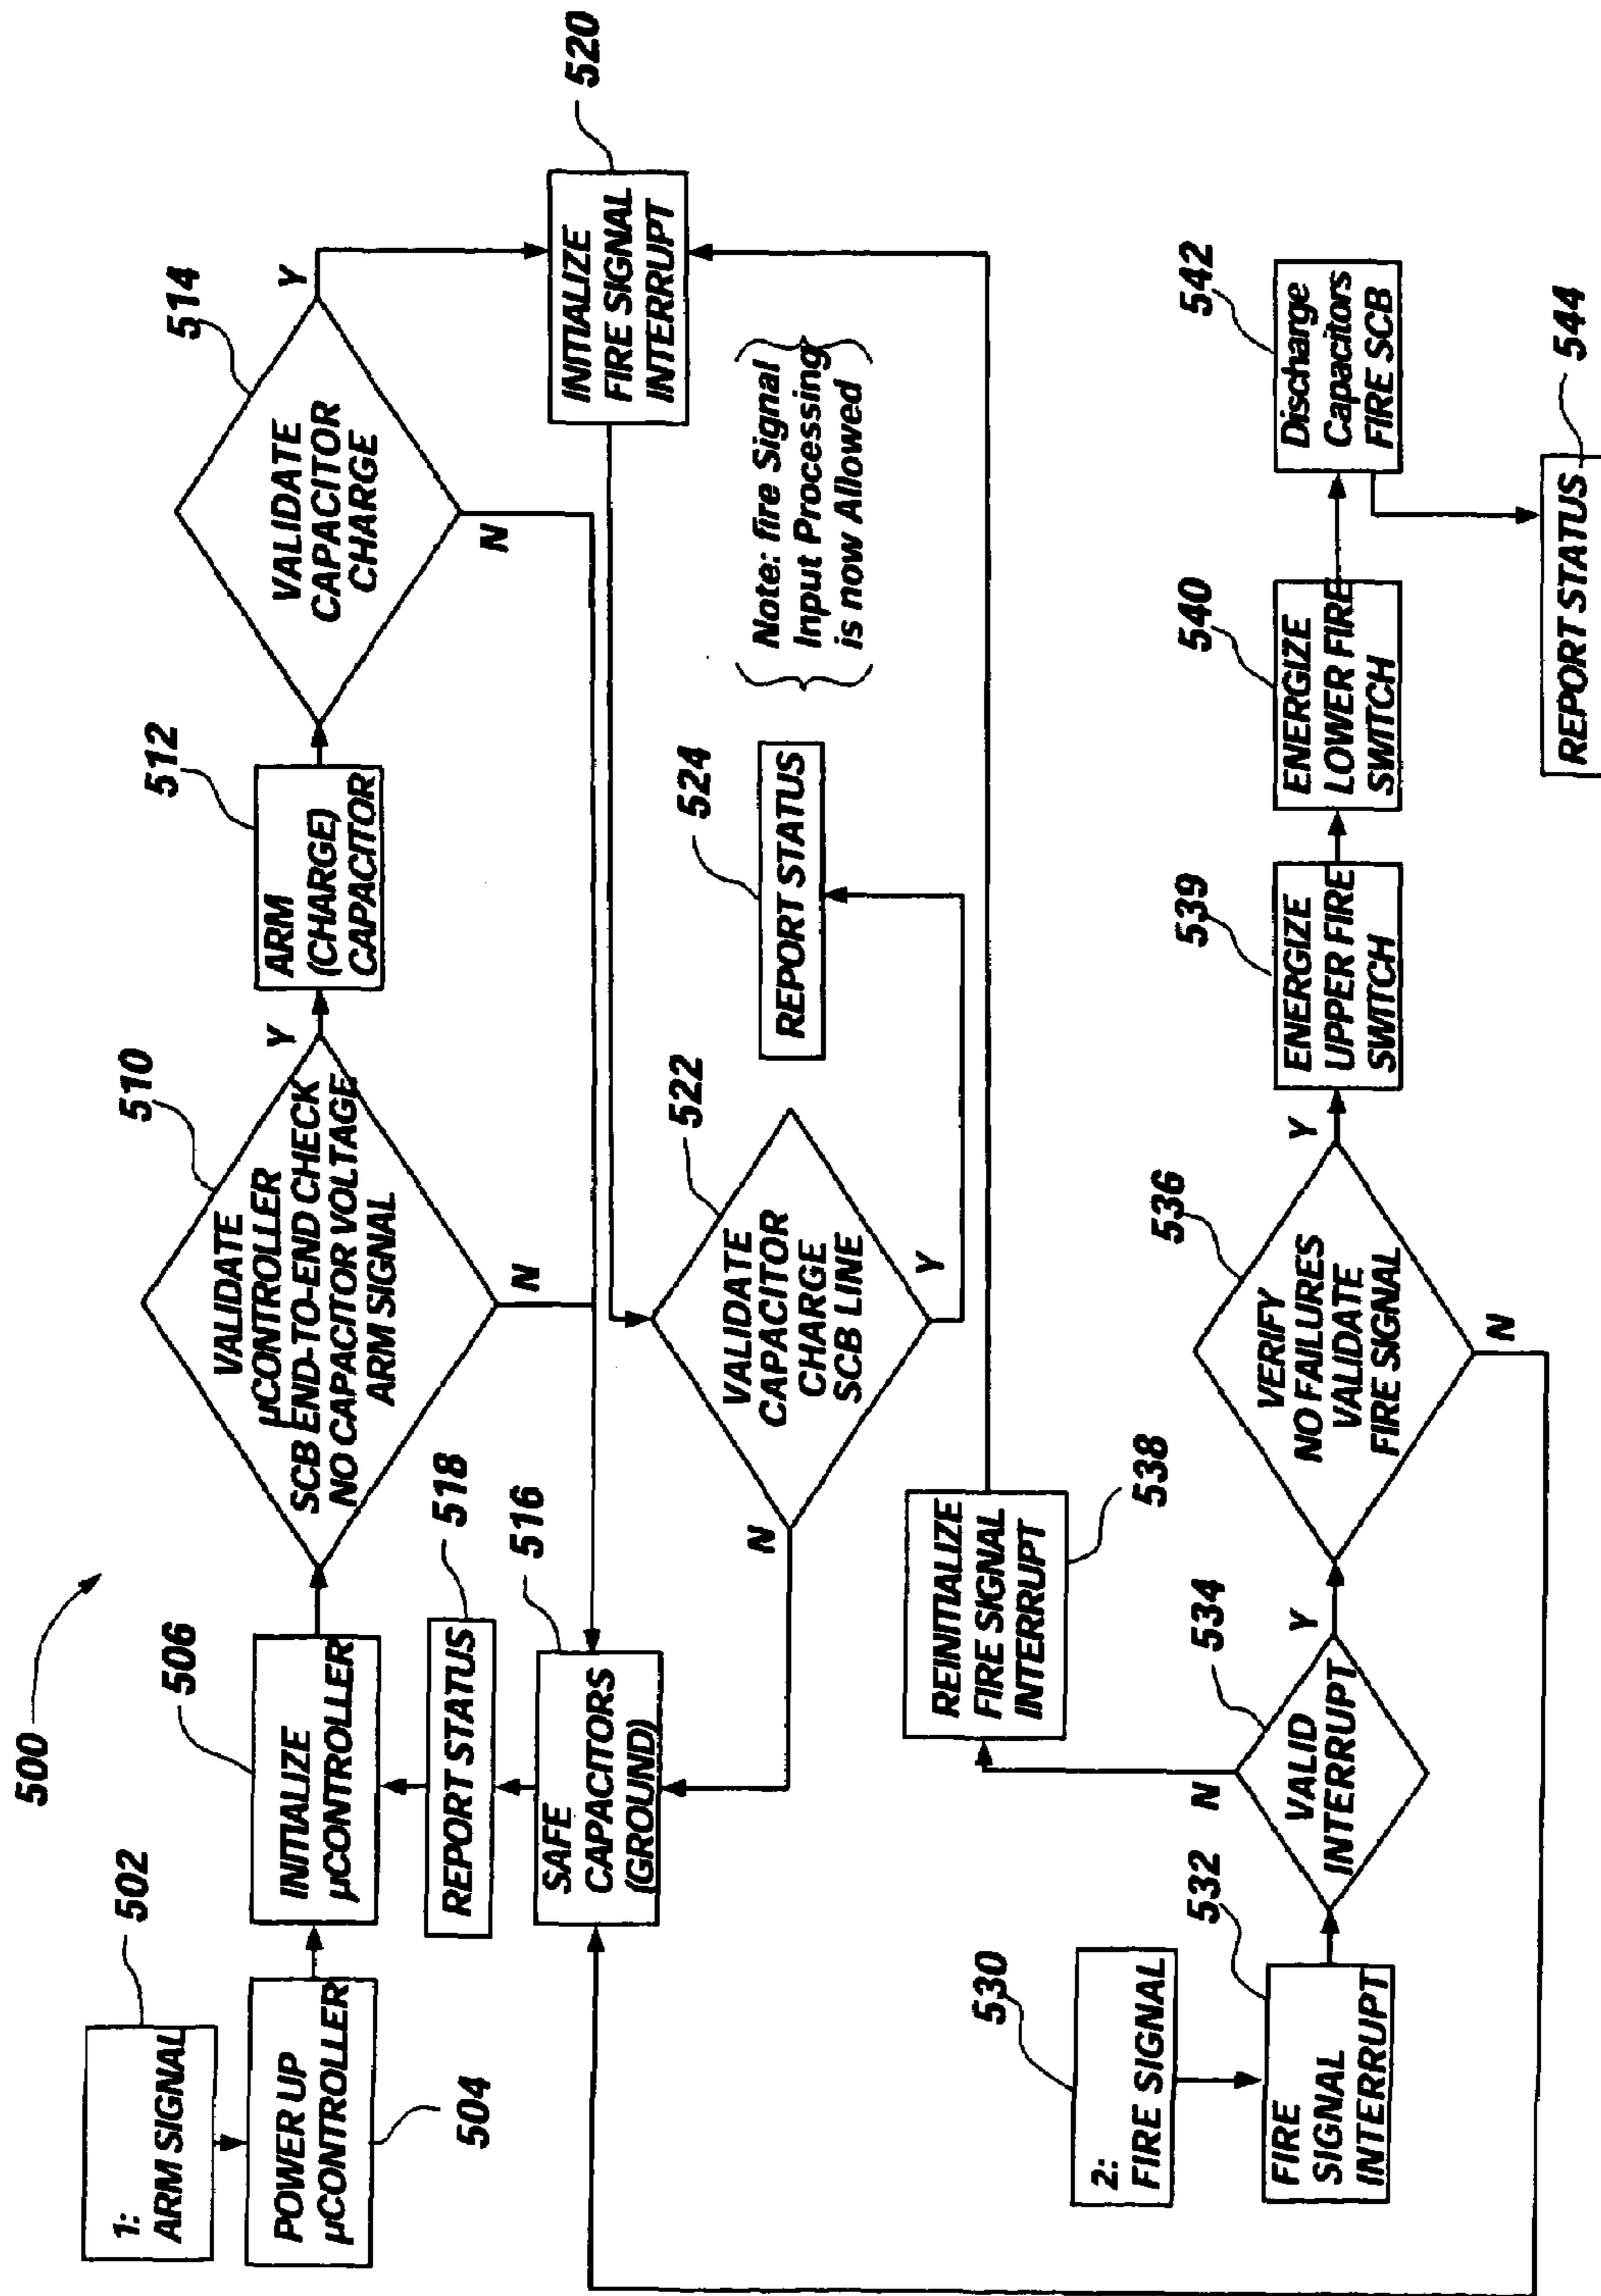 500
502
1:
ARM SIGNAL
POWER UP
µCONTROLLER
504
506
INITIALIZE
µCONTROLLER
510
VALIDATE
µCONTROLLER
SCB END-TO-END CHECK
NO CAPACITOR VOLTAGE
ARM SIGNAL
Y
N
512
ARM
(CHARGE)
CAPACITOR
514
VALIDATE
CAPACITOR
CHARGE
Y
N
518
REPORT STATUS
516
SAFE
CAPACITORS
(GROUND)
520
INITIALIZE
FIRE SIGNAL
INTERRUPT
522
VALIDATE
CAPACITOR
CHARGE
SCB LINE
N
Y
524
REPORT STATUS
Note: fire Signal
Input Processing
is now Allowed
530
2:
FIRE SIGNAL
532
FIRE
SIGNAL
INTERRUPT
534
VALID
INTERRUPT
N
Y
REINITIALIZE
FIRE SIGNAL
INTERRUPT
538
536
VERIFY
NO FAILURES
VALIDATE
FIRE SIGNAL
Y
N
539
ENERGIZE
UPPER FIRE
SWITCH
540
ENERGIZE
LOWER FIRE
SWITCH
542
Discharge
Capacitors
FIRE SCB
544
REPORT STATUS